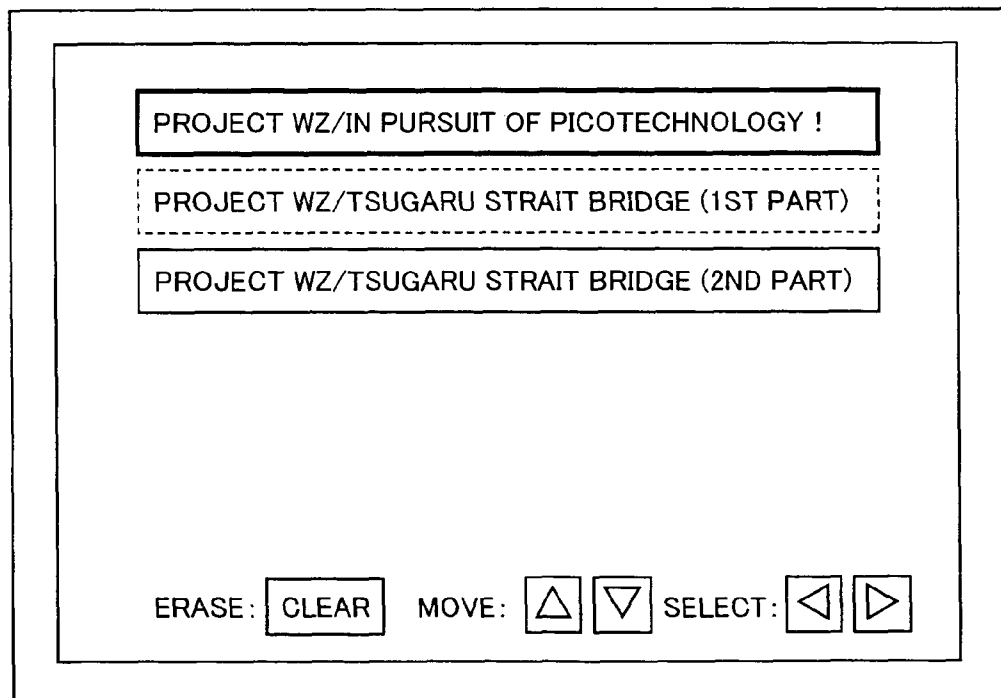 PROJECT WZ/IN PURSUIT OF PICOTECHNOLOGY !
PROJECT WZ/TSUGARU STRAIT BRIDGE (1ST PART)
PROJECT WZ/TSUGARU STRAIT BRIDGE (2ND PART)
ERASE: CLEAR MOVE: △ ▽ SELECT: ◁ ▷